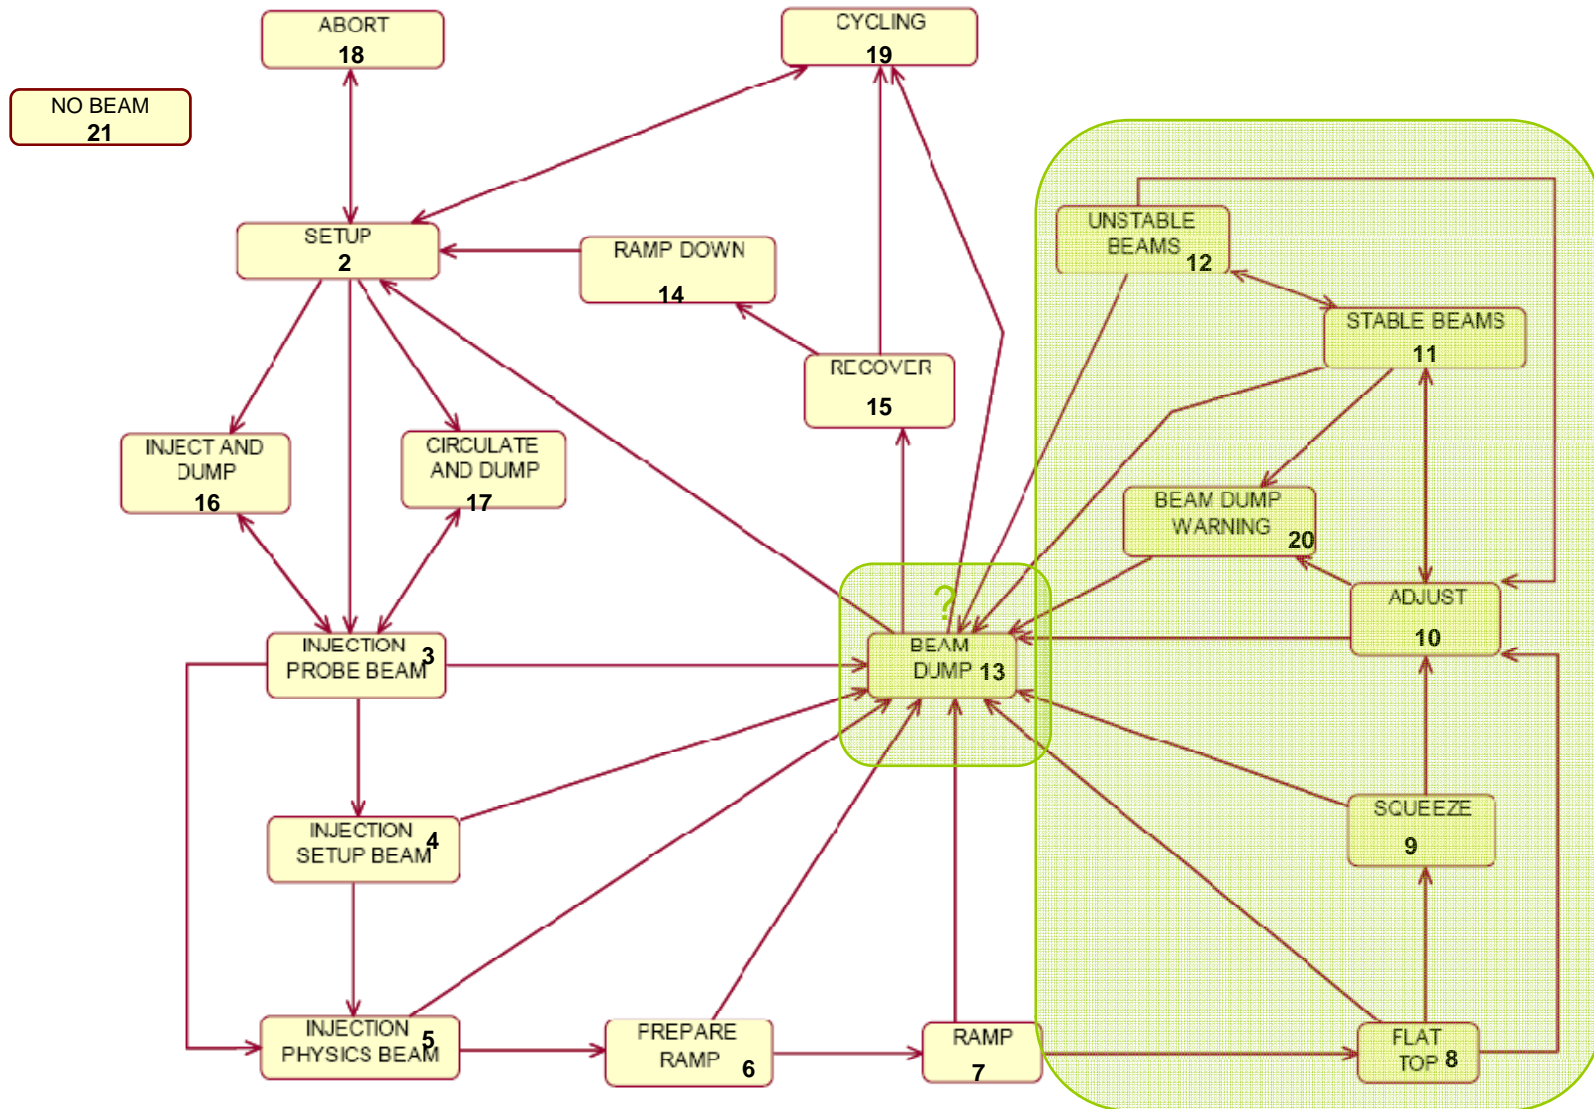 ABORT
18
CYCLING
19
NO BEAM
21
SETUP
2
RAMP DOWN
14
UNSTABLE
BEAMS
12
STABLE BEAMS
11
RECOVER
15
INJECT AND
DUMP
16
CIRCULATE
AND DUMP
17
BEAM DUMP
WARNING
20
?
ADJUST
10
INJECTION
PROBE BEAM 3
BEAM
DUMP 13
SQUEEZE
9
INJECTION
SETUP BEAM 4
INJECTION
PHYSICS BEAM 5
PREPARE
RAMP 6
RAMP
7
FLAT
TOP 8